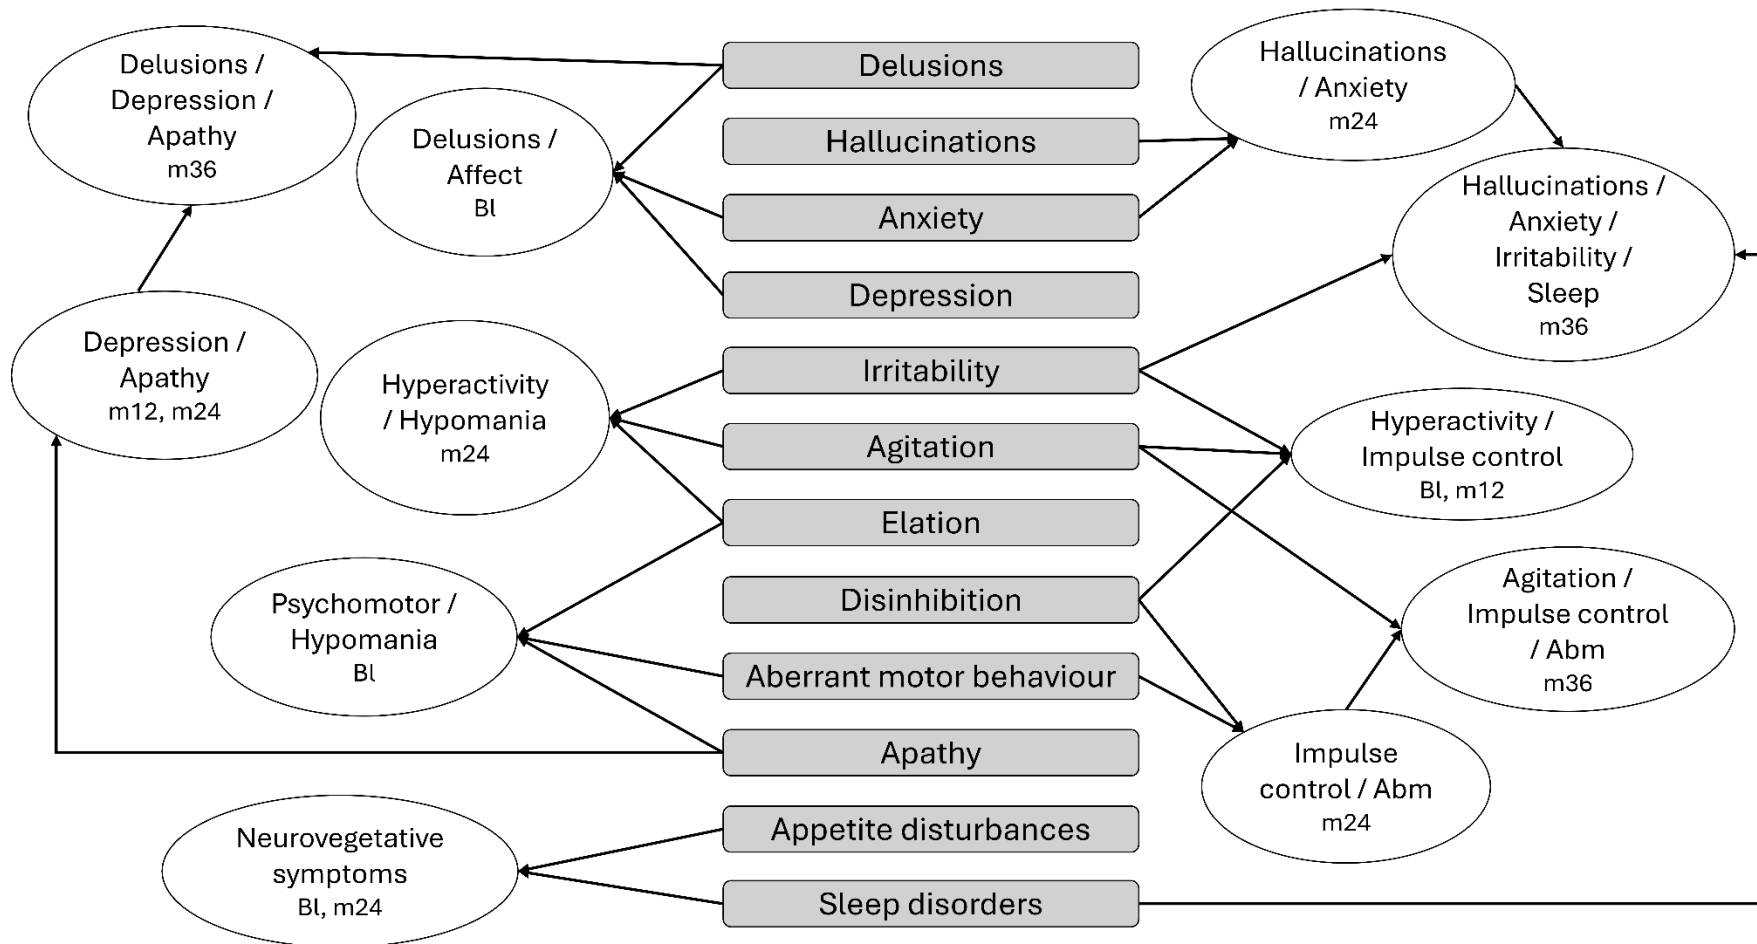 Delusions /
Depression /
Apathy
m36
Delusions /
Affect
Bl
Depression /
Apathy
m12, m24
Hyperactivity
/ Hypomania
m24
Psychomotor /
Hypomania
Bl
Neurovegetative
symptoms
Bl, m24
Delusions
Hallucinations
Anxiety
Depression
Irritability
Agitation
Elation
Disinhibition
Aberrant motor behaviour
Apathy
Appetite disturbances
Sleep disorders
Hallucinations
/ Anxiety
m24
Hallucinations /
Anxiety /
Irritability /
Sleep
m36
Hyperactivity /
Impulse control
Bl, m12
Agitation /
Impulse control
/ Abm
m36
Impulse
control / Abm
m24